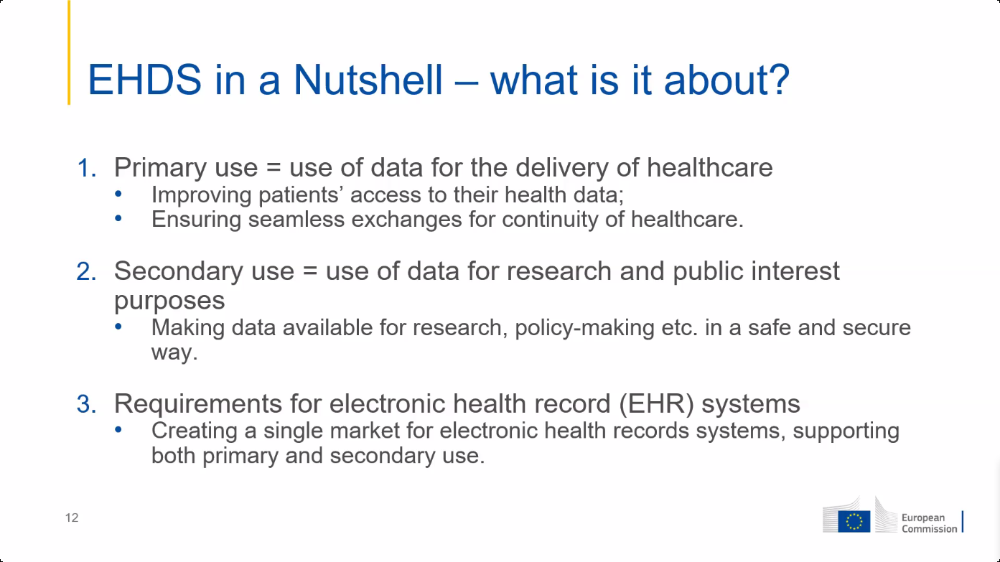 EHDS in a Nutshell – what is it about?
1. Primary use = use of data for the delivery of healthcare
• Improving patients’ access to their health data;
• Ensuring seamless exchanges for continuity of healthcare.
2. Secondary use = use of data for research and public interest
purposes
• Making data available for research, policy-making etc. in a safe and secure
way.
3. Requirements for electronic health record (EHR) systems
• Creating a single market for electronic health records systems, supporting
both primary and secondary use.
12
European
Commission